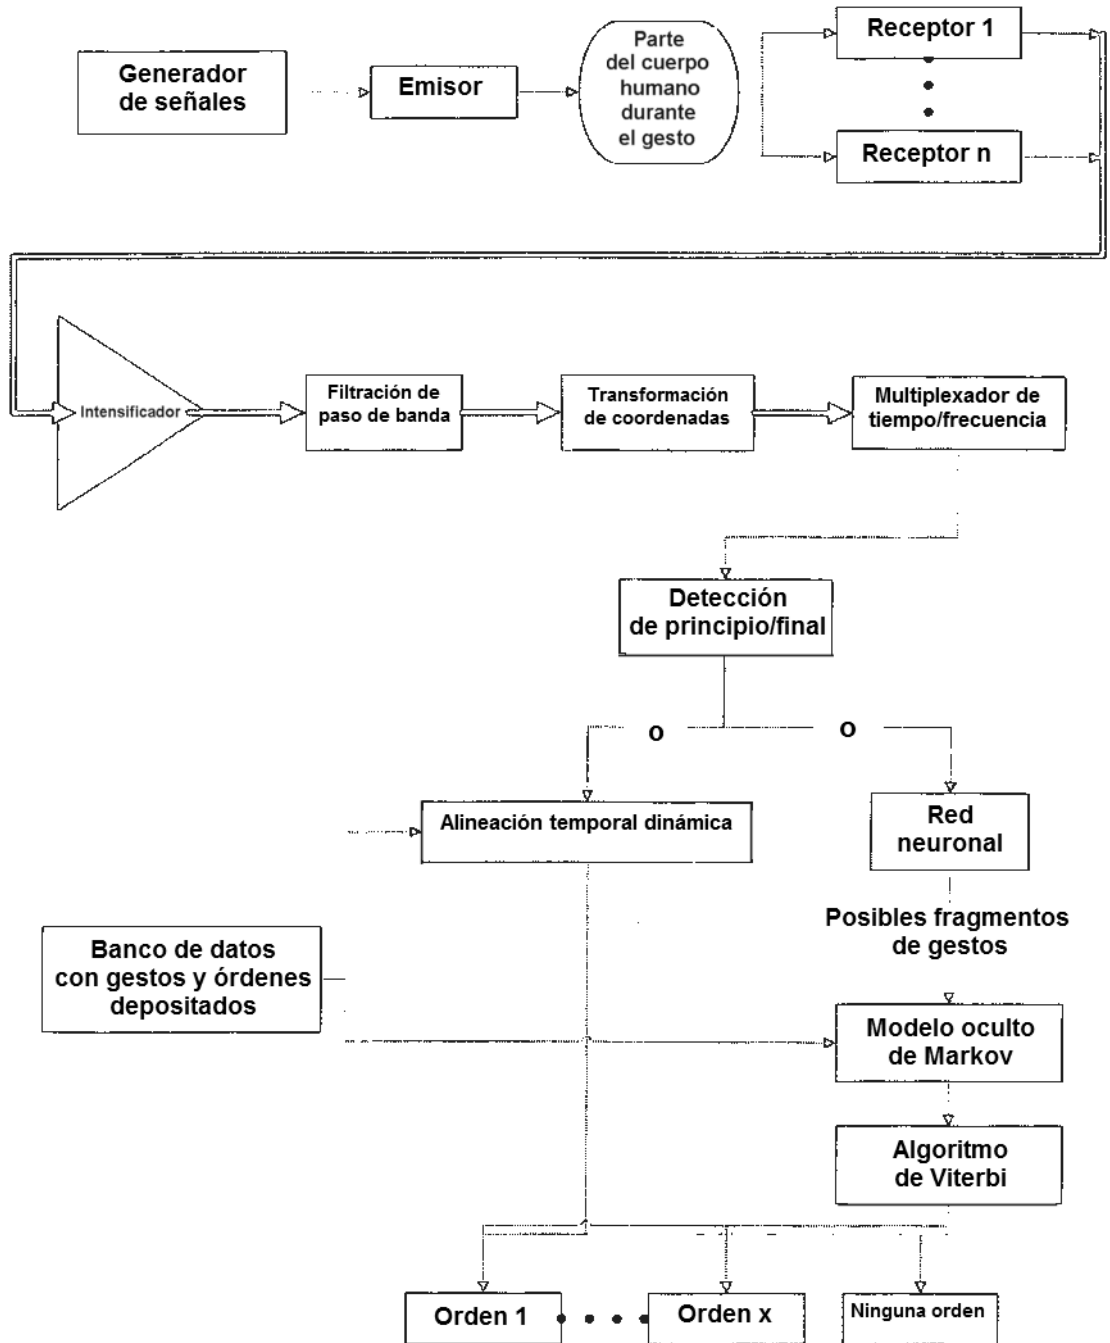 Generador
de señales
Emisor
Parte
del cuerpo
humano
durante
el gesto
Receptor 1
Receptor n
Intensificador
Filtración de
paso de banda
Transformación
de coordenadas
Multiplexador de
tiempo/frecuencia
Detección
de principio/final
o
o
Alineación temporal dinámica
Red
neuronal
Posibles fragmentos
de gestos
Banco de datos
con gestos y órdenes
depositados
Modelo oculto
de Markov
Algoritmo
de Viterbi
Orden 1
Orden x
Ninguna orden